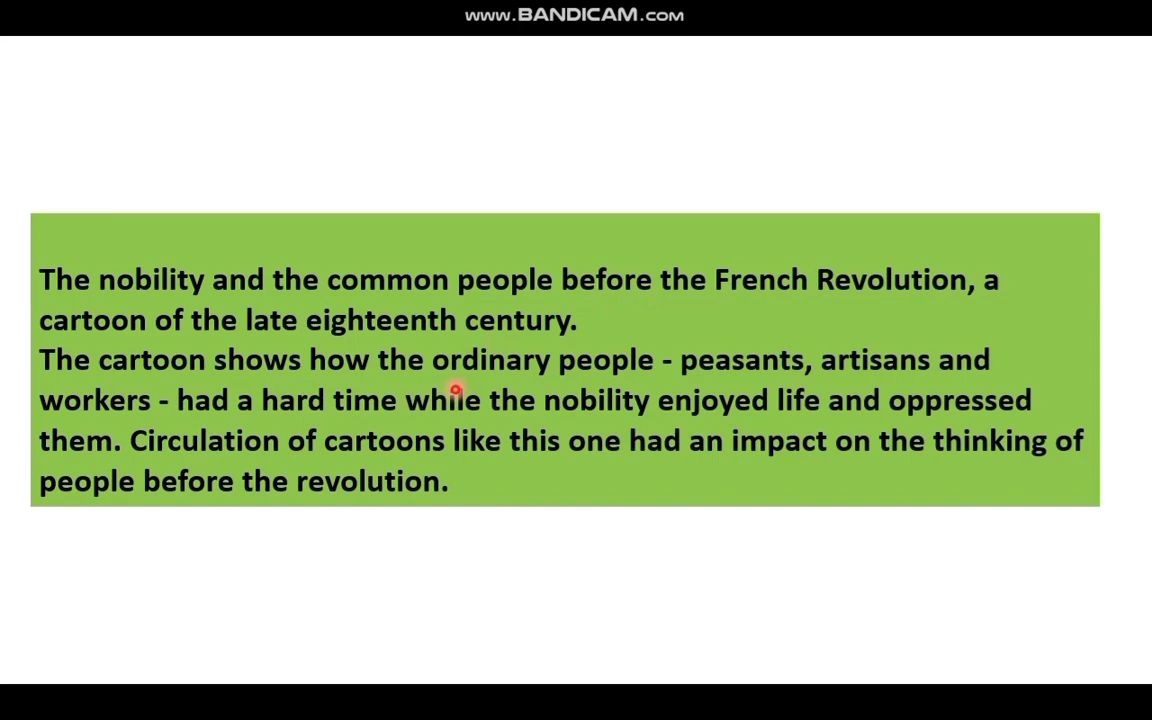 www.BANDICAM.com
The nobility and the common people before the French Revolution, a
cartoon of the late eighteenth century.
The cartoon shows how the ordinary people - peasants, artisans and
workers - had a hard time while the nobility enjoyed life and oppressed
them. Circulation of cartoons like this one had an impact on the thinking of
people before the revolution.